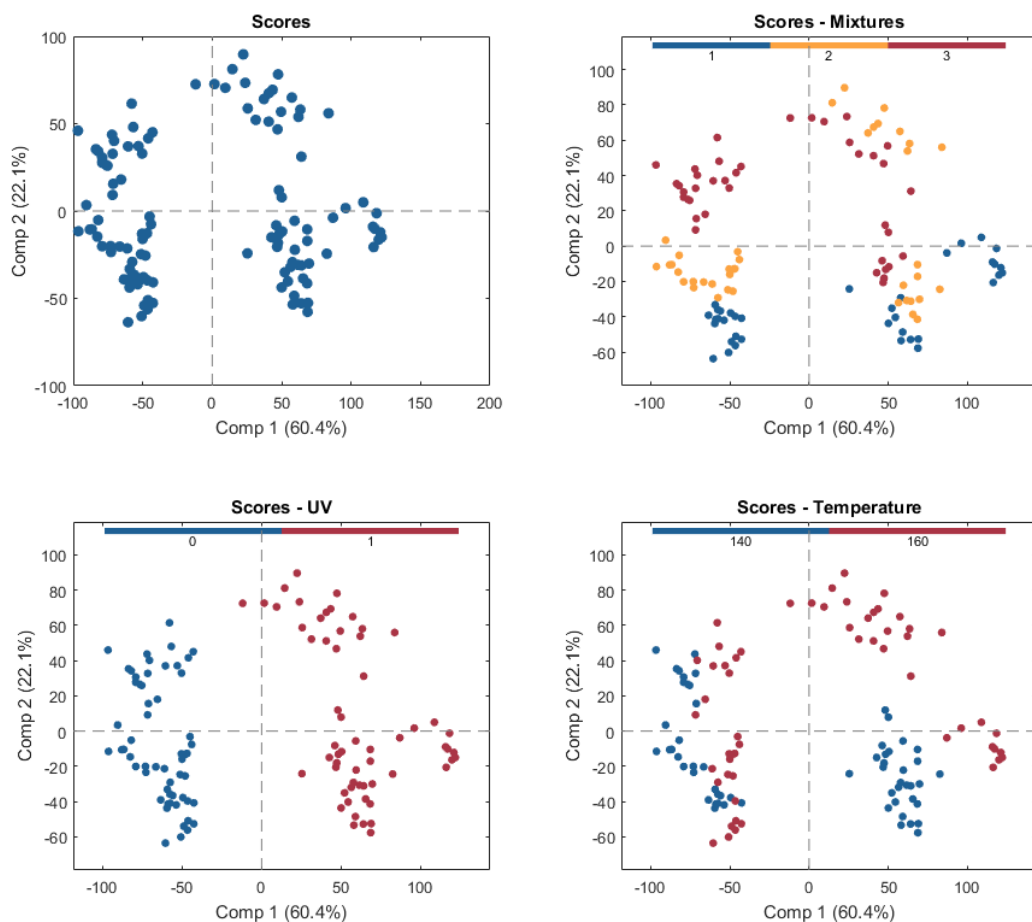 Scores
100
50
0
-50
-100
-100 -50 0 50 100 150 200
Comp 1 (60.4%)
Comp 2 (22.1%)
Scores - Mixtures
1 2 3
100
80
60
40
20
0
-20
-40
-60
-100 -50 0 50 100
Comp 1 (60.4%)
Comp 2 (22.1%)
Scores - UV
0 1
100
80
60
40
20
0
-20
-40
-60
-100 -50 0 50 100
Comp 1 (60.4%)
Comp 2 (22.1%)
Scores - Temperature
140 160
100
80
60
40
20
0
-20
-40
-60
-100 -50 0 50 100
Comp 1 (60.4%)
Comp 2 (22.1%)